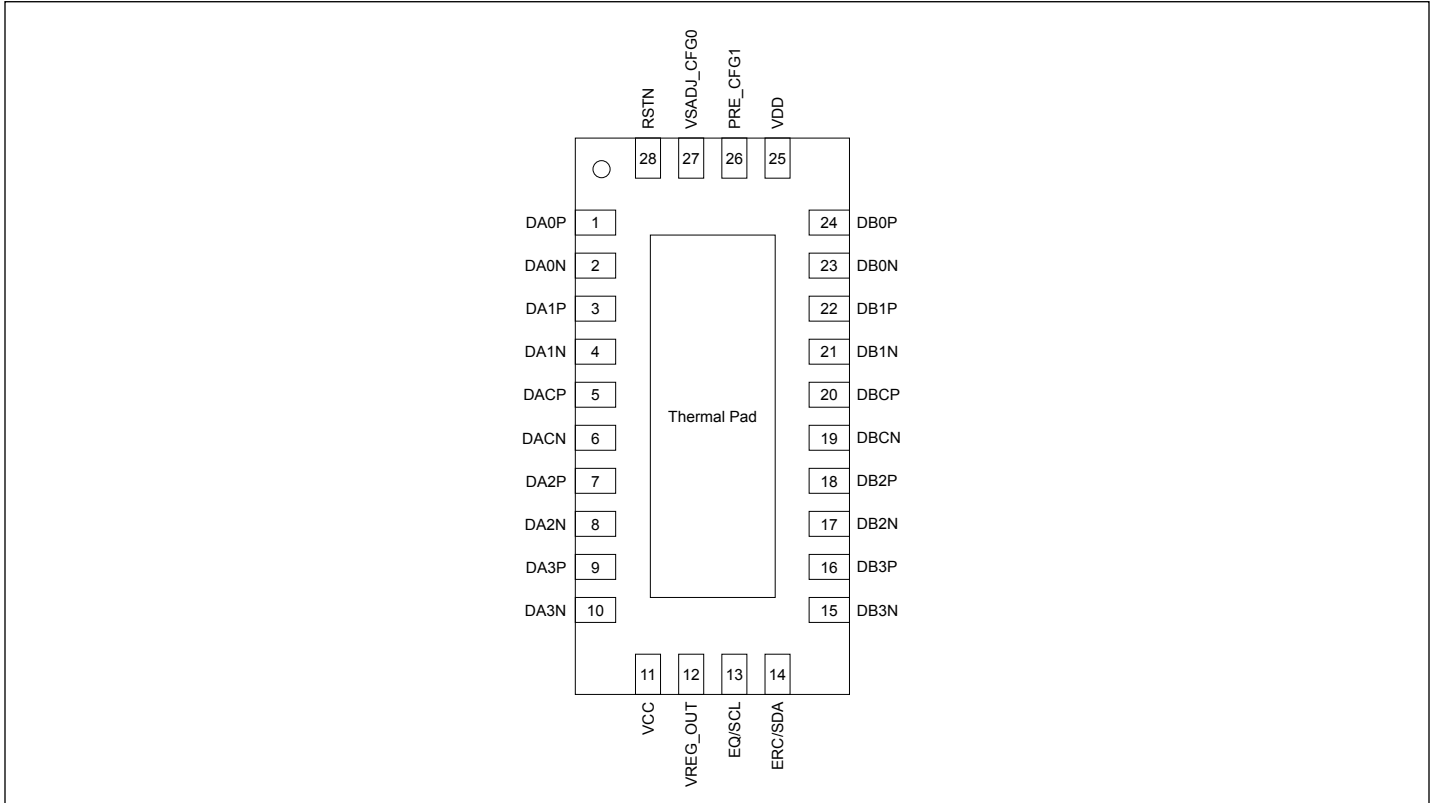 RSTN
VSADJ_CFG0
PRE_CFG1
VDD
28 27 26 25
DA0P 1 24 DB0P
DA0N 2 23 DB0N
DA1P 3 22 DB1P
DA1N 4 21 DB1N
DACP 5 20 DBCP
Thermal Pad
DACN 6 19 DBCN
DA2P 7 18 DB2P
DA2N 8 17 DB2N
DA3P 9 16 DB3P
DA3N 10 15 DB3N
11 12 13 14
VCC
VREG_OUT
EQ/SCL
ERC/SDA